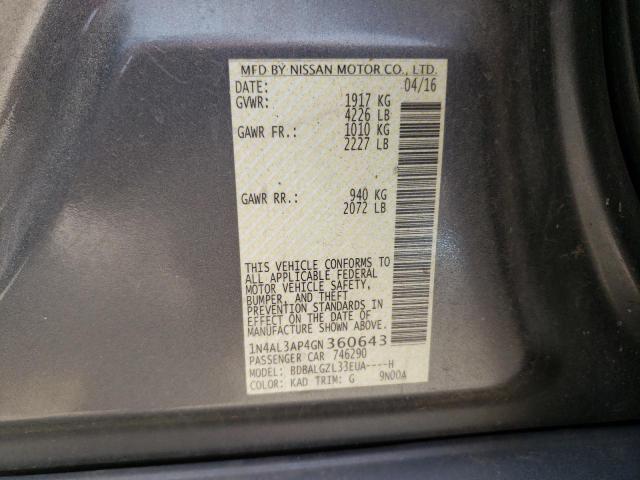 MFD BY NISSAN MOTOR CO., LTD.
DATE: 04/16
GVWR: 1917 KG
4226 LB
GAWR FR.: 1010 KG
2227 LB
GAWR RR.: 940 KG
2072 LB
THIS VEHICLE CONFORMS TO
ALL APPLICABLE FEDERAL
MOTOR VEHICLE SAFETY,
BUMPER, AND THEFT
PREVENTION STANDARDS IN
EFFECT ON THE DATE OF
MANUFACTURE SHOWN ABOVE.
1N4AL3AP4GN360643
PASSENGER CAR 746290
MODEL: BDBALGZL33EUA----H
COLOR: KAD TRIM: G 9N00A